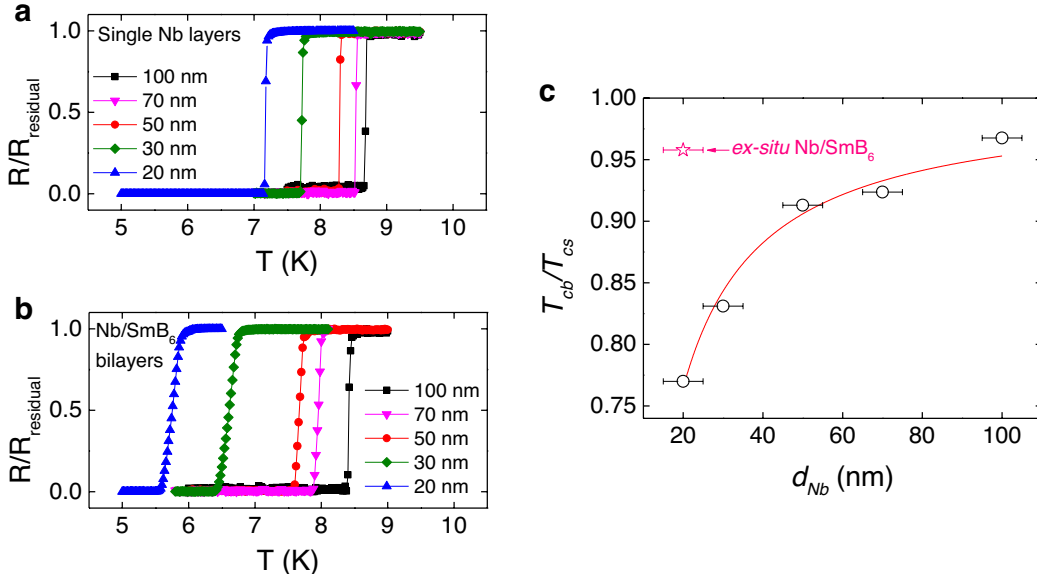 a
Single Nb layers
100 nm
70 nm
50 nm
30 nm
20 nm
1.0
0.5
0.0
R/R_residual
5 6 7 8 9 10
T (K)
b
Nb/SmB₆
bilayers
100 nm
70 nm
50 nm
30 nm
20 nm
1.0
0.5
0.0
R/R_residual
5 6 7 8 9 10
T (K)
c
1.00
0.95
0.90
0.85
0.80
0.75
T_cb/T_cs
ex-situ Nb/SmB₆
20 40 60 80 100
d_Nb (nm)